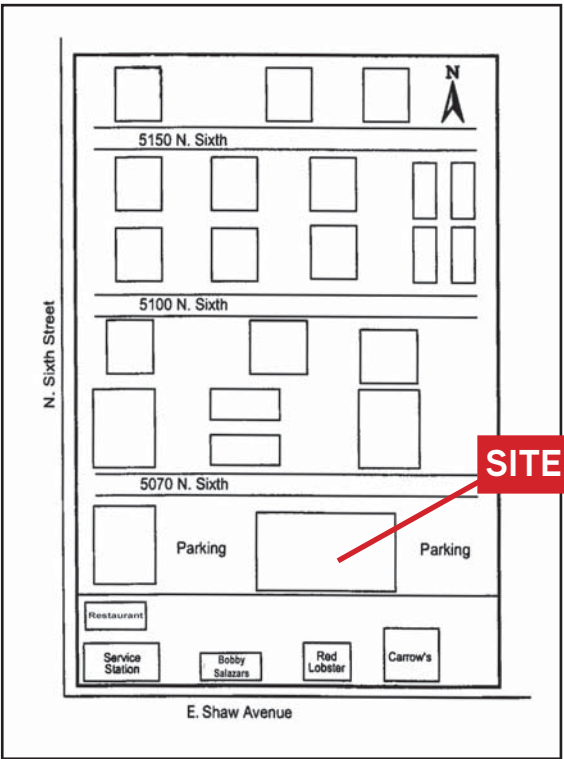 N
5150 N. Sixth
5100 N. Sixth
N. Sixth Street
SITE
5070 N. Sixth
Parking
Parking
Restaurant
Service
Station
Bobby
Salazars
Red
Lobster
Carrow's
E. Shaw Avenue